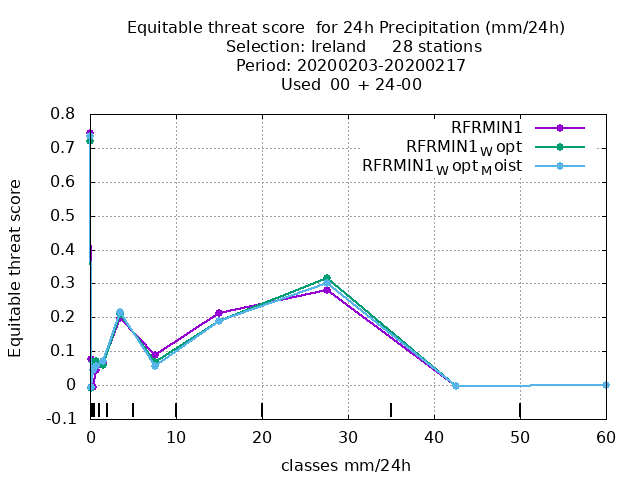 Equitable threat score  for 24h Precipitation (mm/24h)
Selection: Ireland     28 stations
Period: 20200203-20200217
Used  00 + 24-00
RFRMIN1
RFRMIN1_W opt
RFRMIN1_W opt_M oist
0.8
0.7
0.6
0.5
0.4
0.3
0.2
0.1
0
-0.1
Equitable threat score
0 10 20 30 40 50 60
classes mm/24h